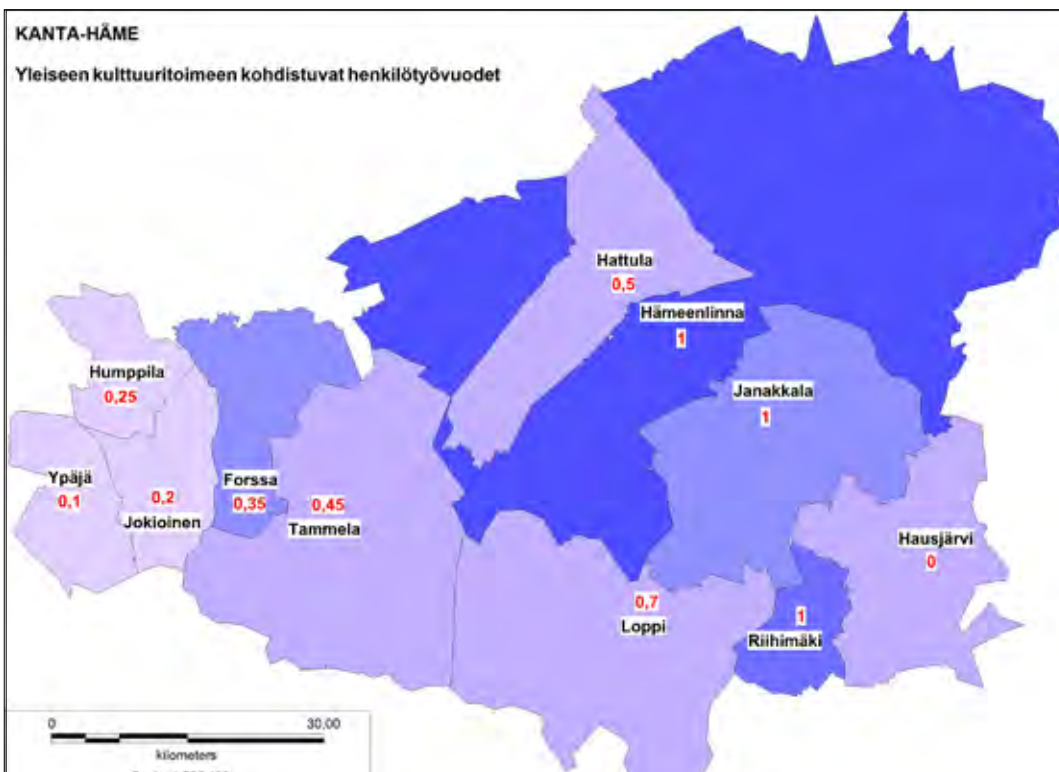 KANTA-HÄME
Yleiseen kulttuuritoimeen kohdistuvat henkilötyövuodet
Hattula
0,5
Hämeenlinna
1
Humppila
0,25
Janakkala
1
Ypäjä
0,1
0,2
Jokioinen
Forssa
0,35
0,45
Tammela
Hausjärvi
0
0,7
Loppi
1
Riihimäki
0
30,00
kilometers